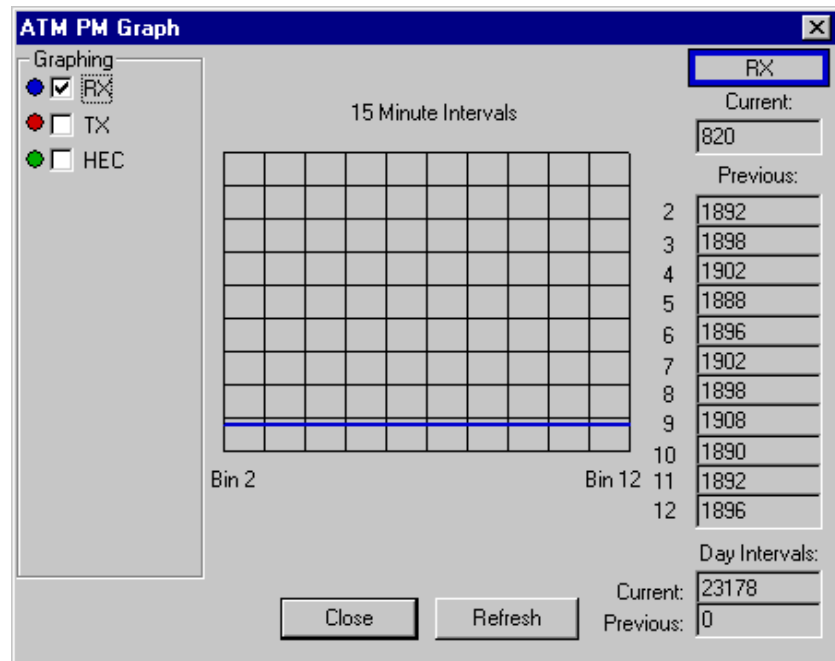 ATM PM Graph
Graphing
RX
TX
HEC
15 Minute Intervals
Bin 2
Bin 12
RX
Current:
820
Previous:
2 1892
3 1898
4 1902
5 1888
6 1896
7 1902
8 1898
9 1908
10 1890
11 1892
12 1896
Day Intervals:
Current: 23178
Previous: 0
Close
Refresh